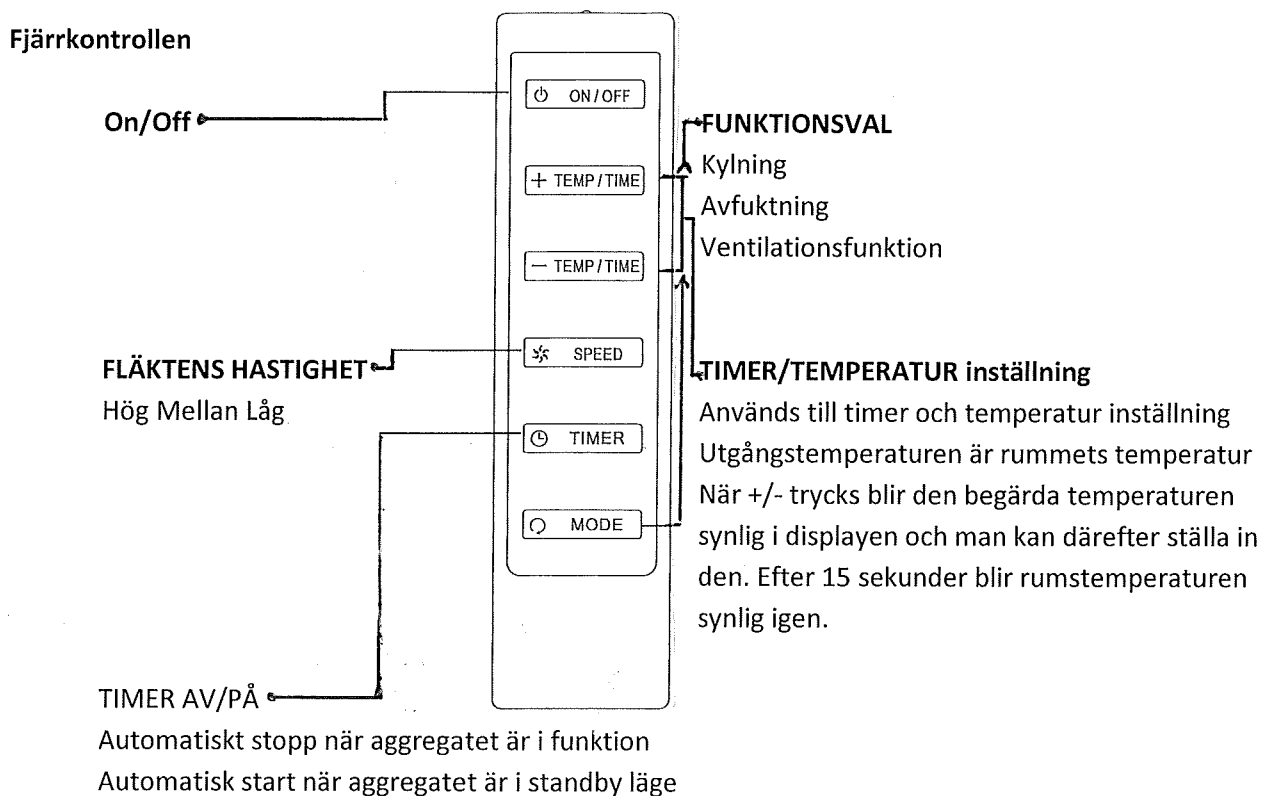 Fjärrkontrollen
On/Off
ON / OFF
+ TEMP / TIME
— TEMP / TIME
SPEED
TIMER
MODE
FUNKTIONSVAL
Kylning
Avfuktning
Ventilationsfunktion
FLÄKTENS HASTIGHET
Hög Mellan Låg
TIMER/TEMPERATUR inställning
Används till timer och temperatur inställning
Utgångstemperaturen är rummets temperatur
När +/- trycks blir den begärda temperaturen
synlig i displayen och man kan därefter ställa in
den. Efter 15 sekunder blir rumstemperaturen
synlig igen.
TIMER AV/PÅ
Automatiskt stopp när aggregatet är i funktion
Automatisk start när aggregatet är i standby läge